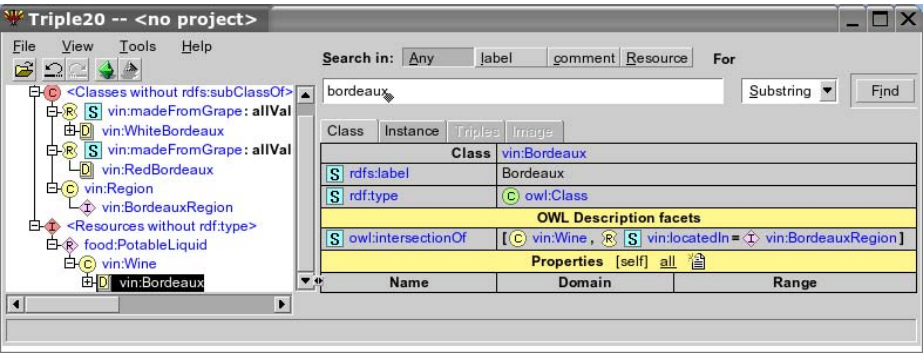 Triple20 -- <no project>
File View Tools Help
Search in: Any label comment Resource For
bordeaux Substring Find
<Classes without rdfs:subClassOf>
vin:madeFromGrape: allVal
vin:WhiteBordeaux
vin:madeFromGrape: allVal
vin:RedBordeaux
vin:Region
vin:BordeauxRegion
<Resources without rdf:type>
food:PotableLiquid
vin:Wine
vin:Bordeaux
Class Instance Triples Image
Class vin:Bordeaux
S rdfs:label Bordeaux
S rdf:type C owl:Class
OWL Description facets
S owl:intersectionOf [ C vin:Wine , R S vin:locatedIn = I vin:BordeauxRegion ]
Properties [self] all
Name Domain Range